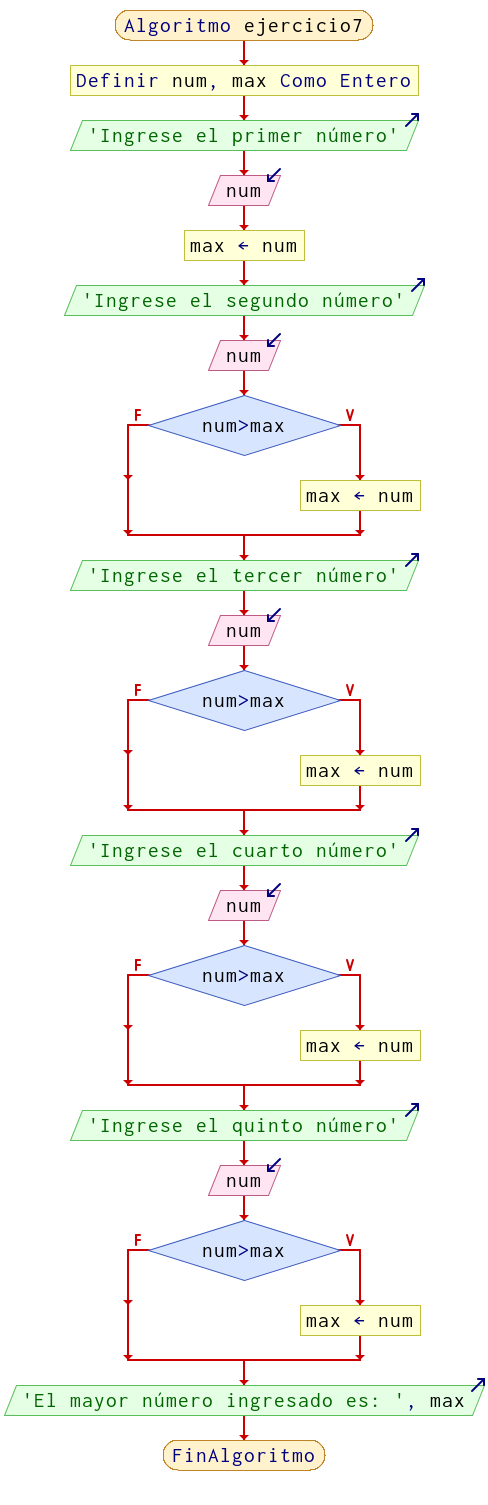 Algoritmo ejercicio7
Definir num, max Como Entero
'Ingrese el primer número'
num
max ← num
'Ingrese el segundo número'
num
F
V
num>max
max ← num
'Ingrese el tercer número'
num
F
V
num>max
max ← num
'Ingrese el cuarto número'
num
F
V
num>max
max ← num
'Ingrese el quinto número'
num
F
V
num>max
max ← num
'El mayor número ingresado es: ', max
FinAlgoritmo